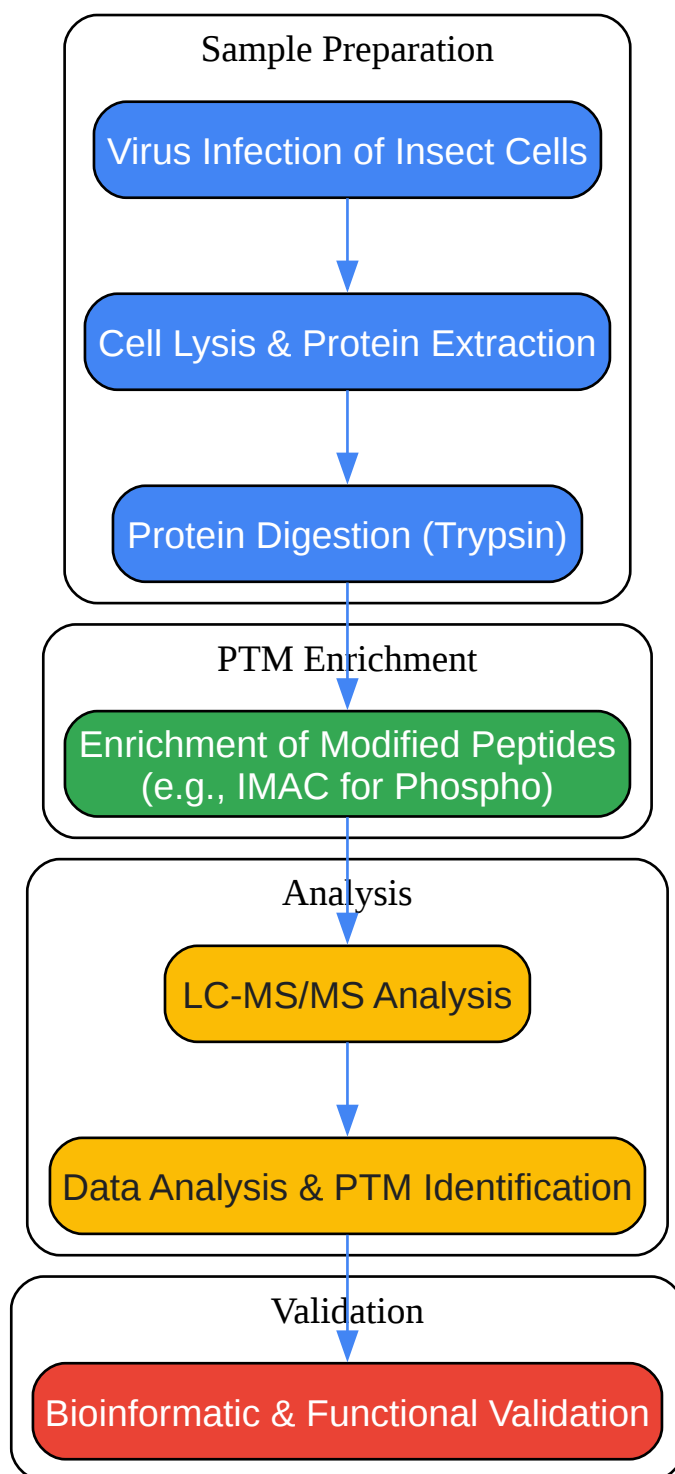 Sample Preparation
Virus Infection of Insect Cells
Cell Lysis & Protein Extraction
Protein Digestion (Trypsin)
PTM Enrichment
Enrichment of Modified Peptides
(e.g., IMAC for Phospho)
Analysis
LC-MS/MS Analysis
Data Analysis & PTM Identification
Validation
Bioinformatic & Functional Validation